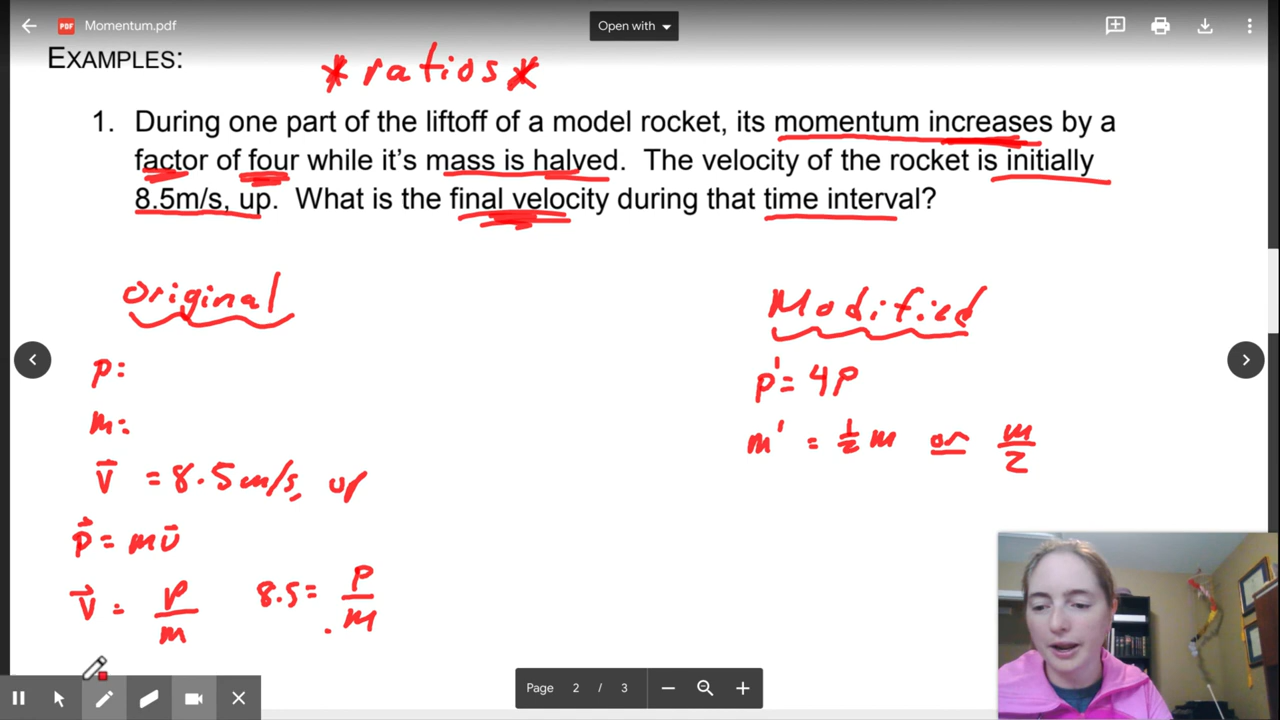 PDF Momentum.pdf
Open with
EXAMPLES:
*ratios*
1. During one part of the liftoff of a model rocket, its momentum increases by a
factor of four while it's mass is halved. The velocity of the rocket is initially
8.5m/s, up. What is the final velocity during that time interval?
Original
p:
m:
v = 8.5m/s, up
p = mv
v = p/m
8.5 = p/m
Modified
p' = 4p
m' = 1/2 m or m/2
Page 2 / 3